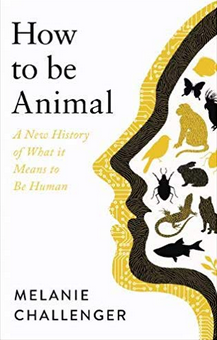 How
to be
Animal
A New History
of What it
Means to
Be Human
MELANIE
CHALLENGER